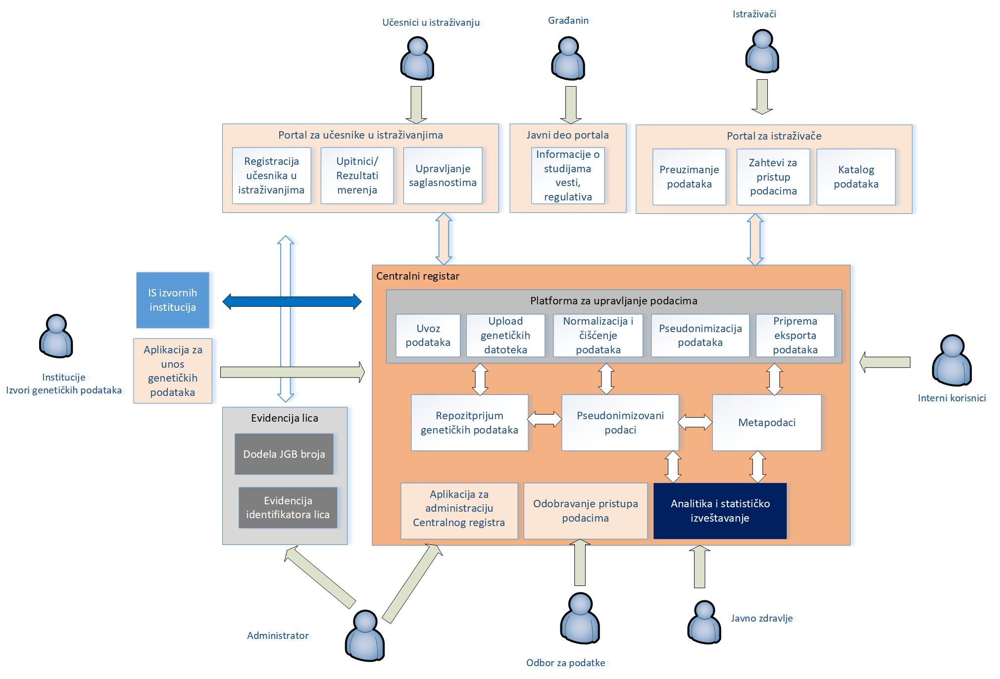 Učesnici u istraživanju
Građanin
Istraživači
Portal za učesnike u istraživanjima
Registracija
učesnika u
istraživanjima
Upitnici/
Rezultati
merenja
Upravljanje
saglasnostima
Javni deo portala
Informacije o
studijama
vesti,
regulativa
Portal za istraživače
Preuzimanje
podataka
Zahtevi za
pristup
podacima
Katalog
podataka
IS izvornih
institucija
Aplikacija za
unos
genetičkih
podataka
Institucije
Izvori genetičkih podataka
Centralni registar
Platforma za upravljanje podacima
Uvoz
podataka
Upload
genetičkih
datoteka
Normalizacija i
čišćenje
podataka
Pseudonimizacija
podataka
Priprema
eksporta
podataka
Interni korisnici
Repozitprijum
genetičkih podataka
Pseudonimizovani
podaci
Metapodaci
Evidencija lica
Dodela JGB broja
Evidencija
identifikatora lica
Aplikacija za
administraciju
Centralnog registra
Odobravanje pristupa
podacima
Analitika i statističko
izveštavanje
Administrator
Odbor za podatke
Javno zdravlje